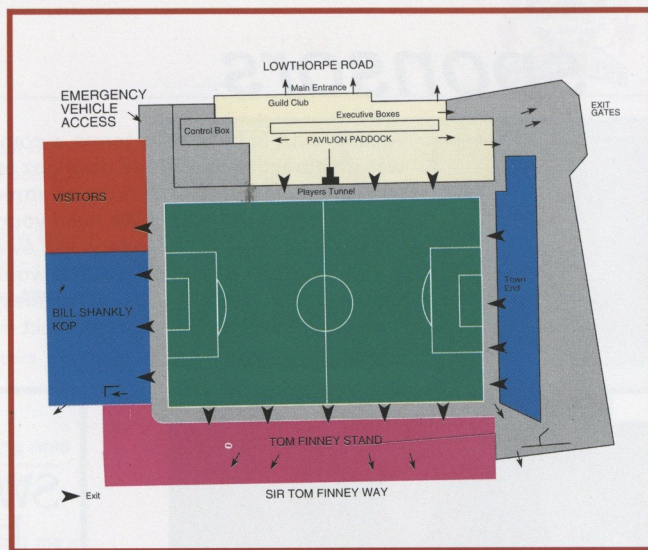 LOWTHORPE ROAD
Main Entrance
Guild Club
EMERGENCY
VEHICLE
ACCESS
EXIT
GATES
Executive Boxes
Control Box
PAVILION PADDOCK
Players Tunnel
VISITORS
Town
End
BILL SHANKLY
KOP
TOM FINNEY STAND
Exit
SIR TOM FINNEY WAY